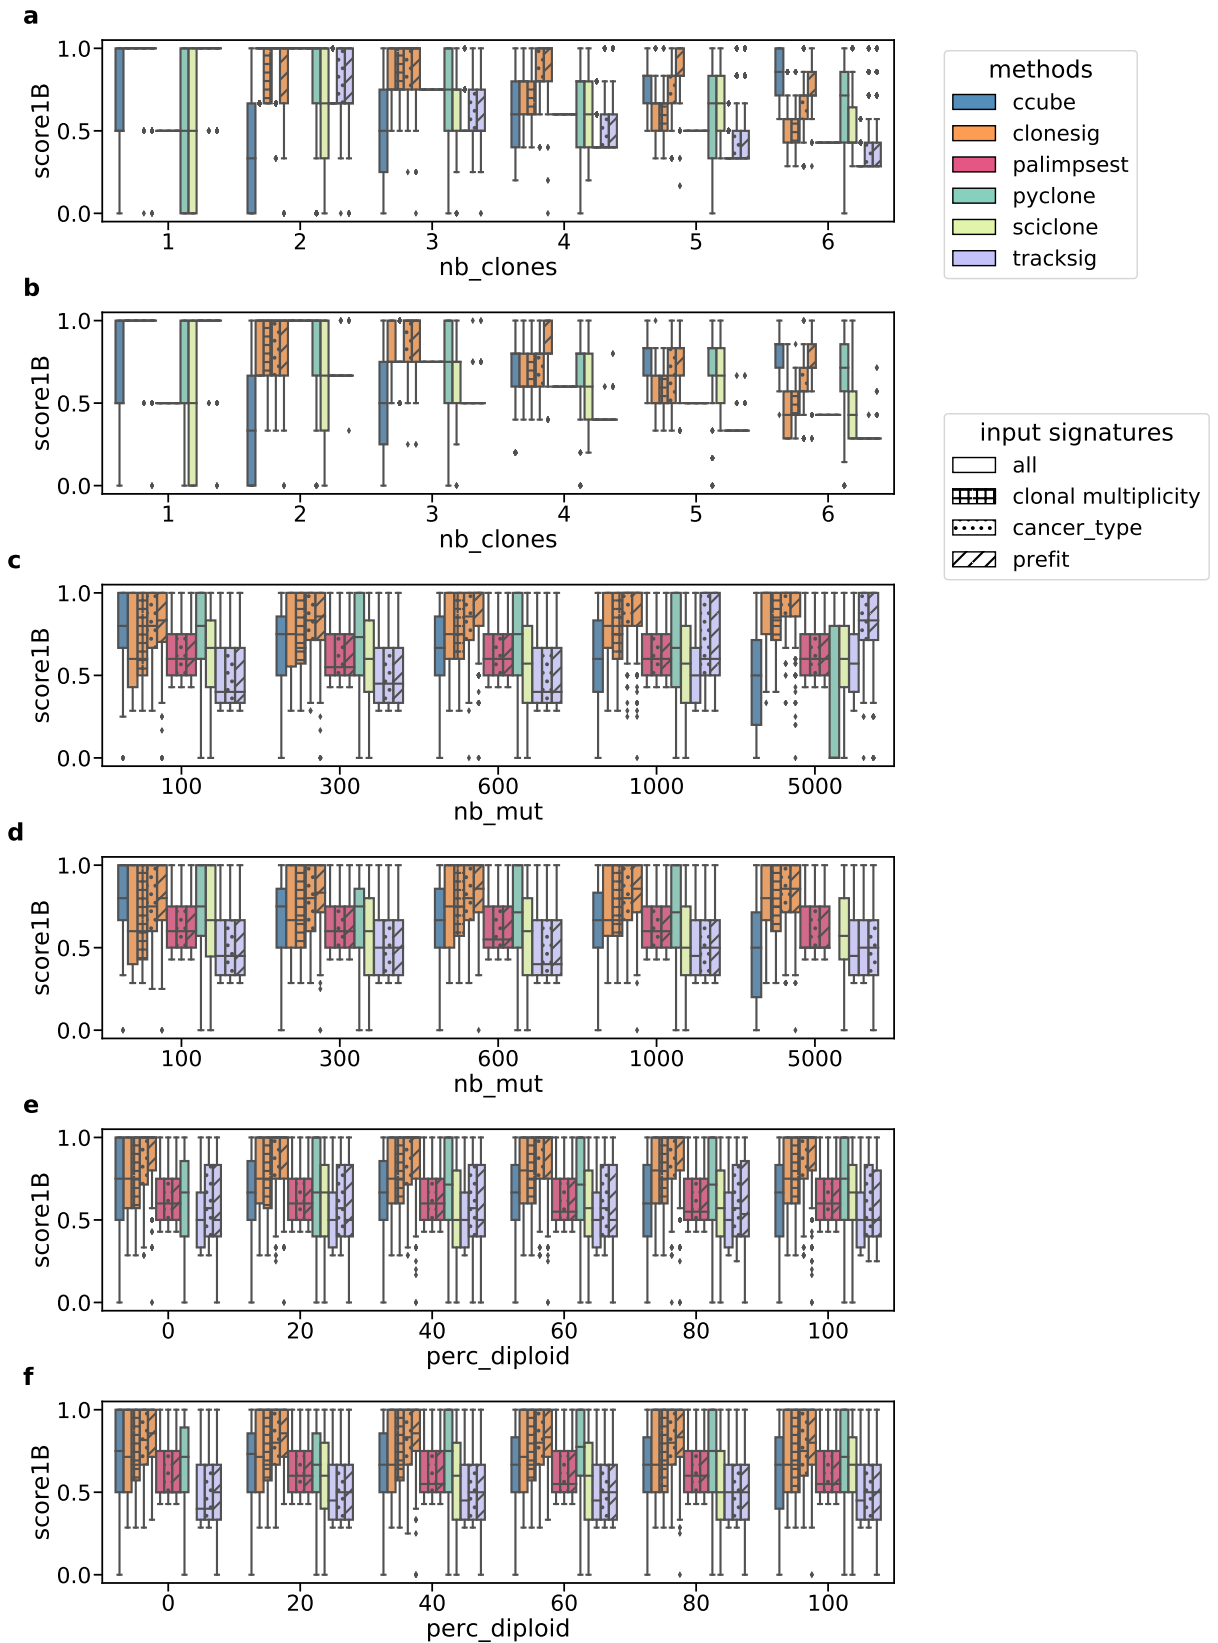 a
1.0
0.5
0.0
score1B
1 2 3 4 5 6
nb_clones
methods
ccube
clonesig
palimpsest
pyclone
sciclone
tracksig
b
1.0
0.5
0.0
score1B
1 2 3 4 5 6
nb_clones
input signatures
all
clonal multiplicity
cancer_type
prefit
c
1.0
0.5
0.0
score1B
100 300 600 1000 5000
nb_mut
d
1.0
0.5
0.0
score1B
100 300 600 1000 5000
nb_mut
e
1.0
0.5
0.0
score1B
0 20 40 60 80 100
perc_diploid
f
1.0
0.5
0.0
score1B
0 20 40 60 80 100
perc_diploid